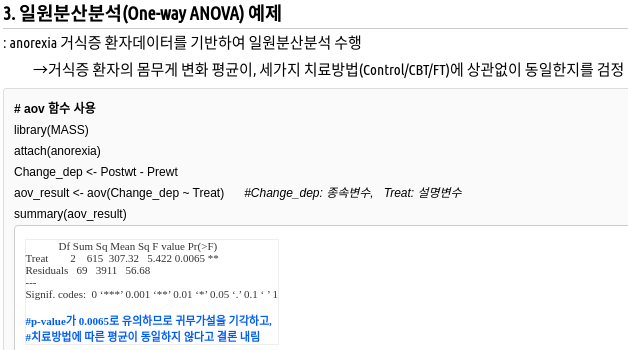 3. 일원분산분석(One-way ANOVA) 예제
: anorexia 거식증 환자데이터를 기반하여 일원분산분석 수행
→거식증 환자의 몸무게 변화 평균이, 세가지 치료방법(Control/CBT/FT)에 상관없이 동일한지를 검정
# aov 함수 사용
library(MASS)
attach(anorexia)
Change_dep <- Postwt - Prewt
aov_result <- aov(Change_dep ~ Treat) #Change_dep: 종속변수, Treat: 설명변수
summary(aov_result)
Df Sum Sq Mean Sq F value Pr(>F)
Treat 2 615 307.32 5.422 0.0065 **
Residuals 69 3911 56.68
---
Signif. codes: 0 ‘***’ 0.001 ‘**’ 0.01 ‘*’ 0.05 ‘.’ 0.1 ‘ ’ 1
#p-value가 0.0065로 유의하므로 귀무가설을 기각하고,
#치료방법에 따른 평균이 동일하지 않다고 결론 내림